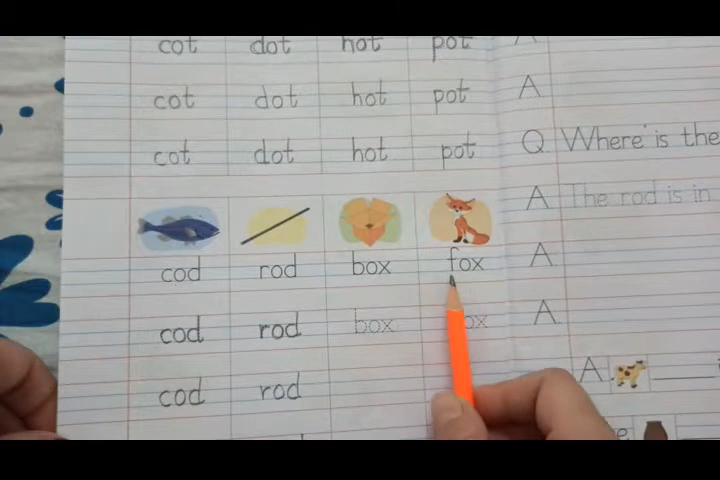 cot dot hot pot A
cot dot hot pot A
cot dot hot pot Q Where is the
A The rod is in
cod rod box fox A
cod rod box ox A
cod rod
A